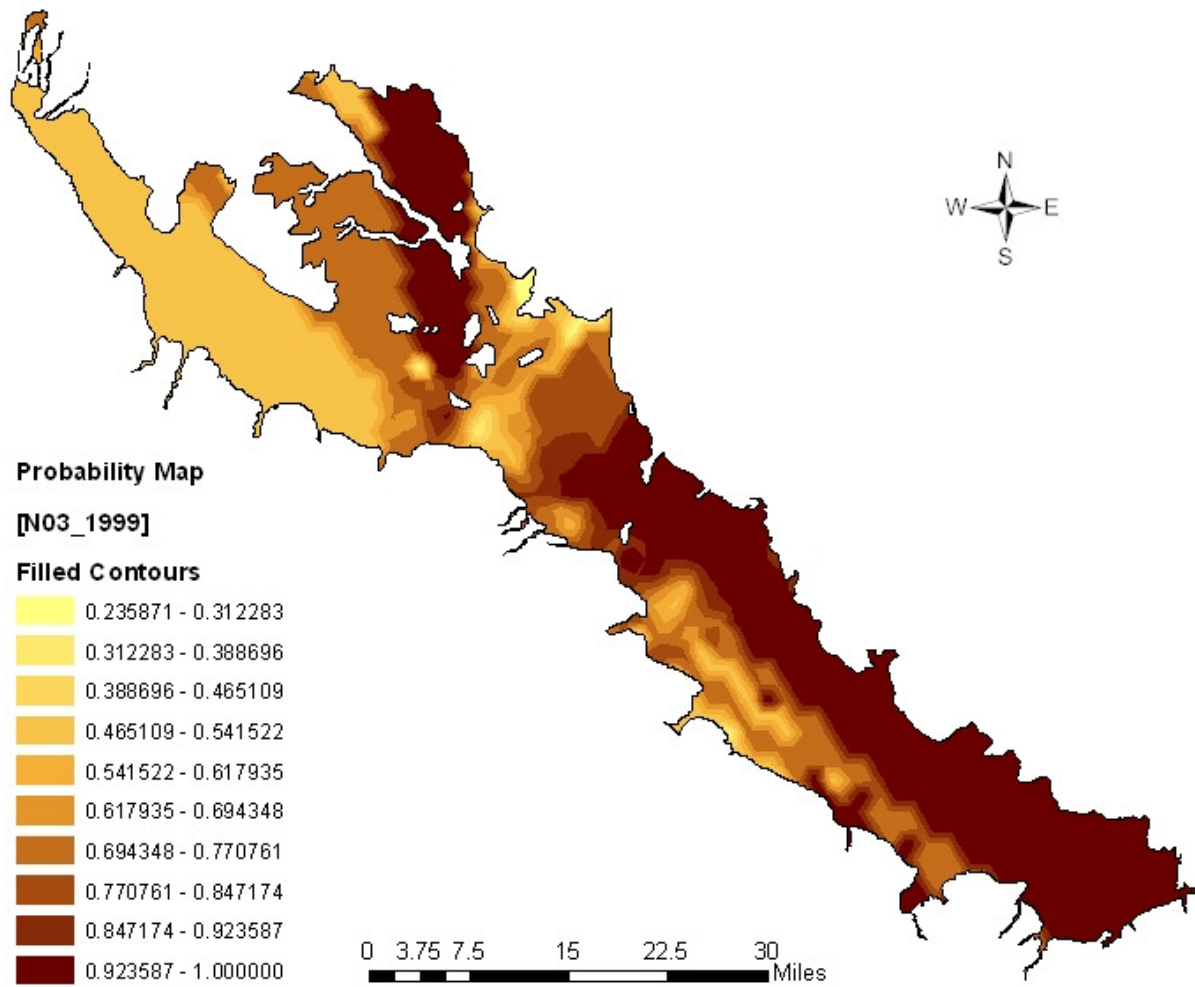 N
W E
S
Probability Map
[N03_1999]
Filled Contours
0.235871 - 0.312283
0.312283 - 0.388696
0.388696 - 0.465109
0.465109 - 0.541522
0.541522 - 0.617935
0.617935 - 0.694348
0.694348 - 0.770761
0.770761 - 0.847174
0.847174 - 0.923587
0.923587 - 1.000000
0 3.75 7.5 15 22.5 30
Miles